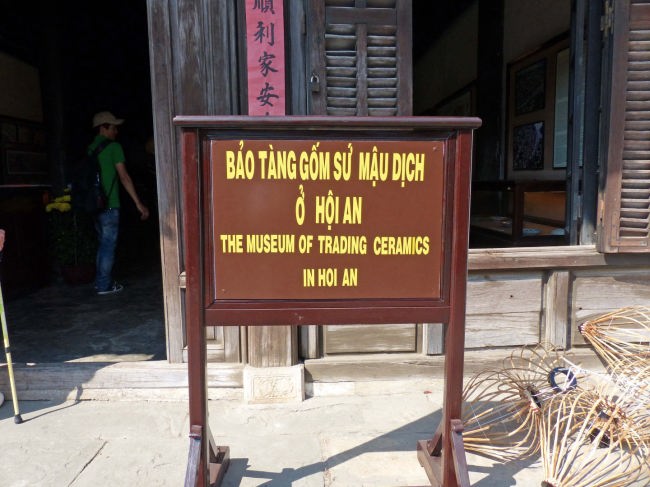 順
利
家
安
BẢO TÀNG GỐM SỨ MẬU DỊCH
Ở HỘI AN
THE MUSEUM OF TRADING CERAMICS
IN HOI AN